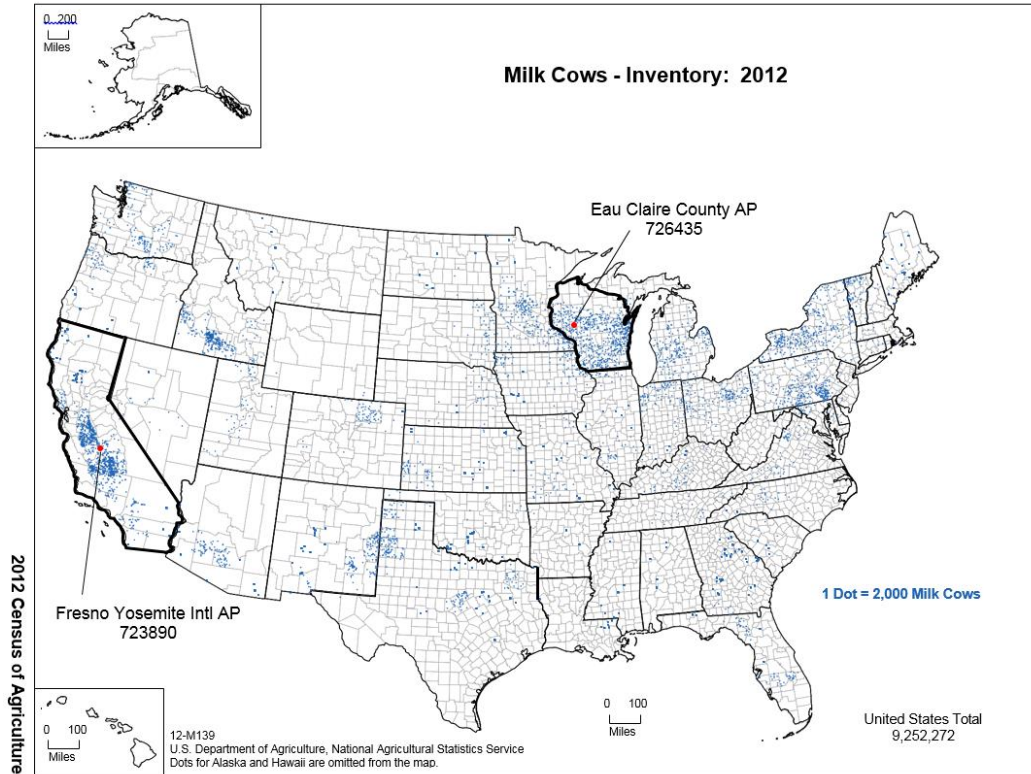 0 200
Miles
Milk Cows - Inventory: 2012
Eau Claire County AP
726435
Fresno Yosemite Intl AP
723890
1 Dot = 2,000 Milk Cows
2012 Census of Agriculture
0 100
Miles
12-M139
U.S. Department of Agriculture, National Agricultural Statistics Service
Dots for Alaska and Hawaii are omitted from the map.
0 100
Miles
United States Total
9,252,272